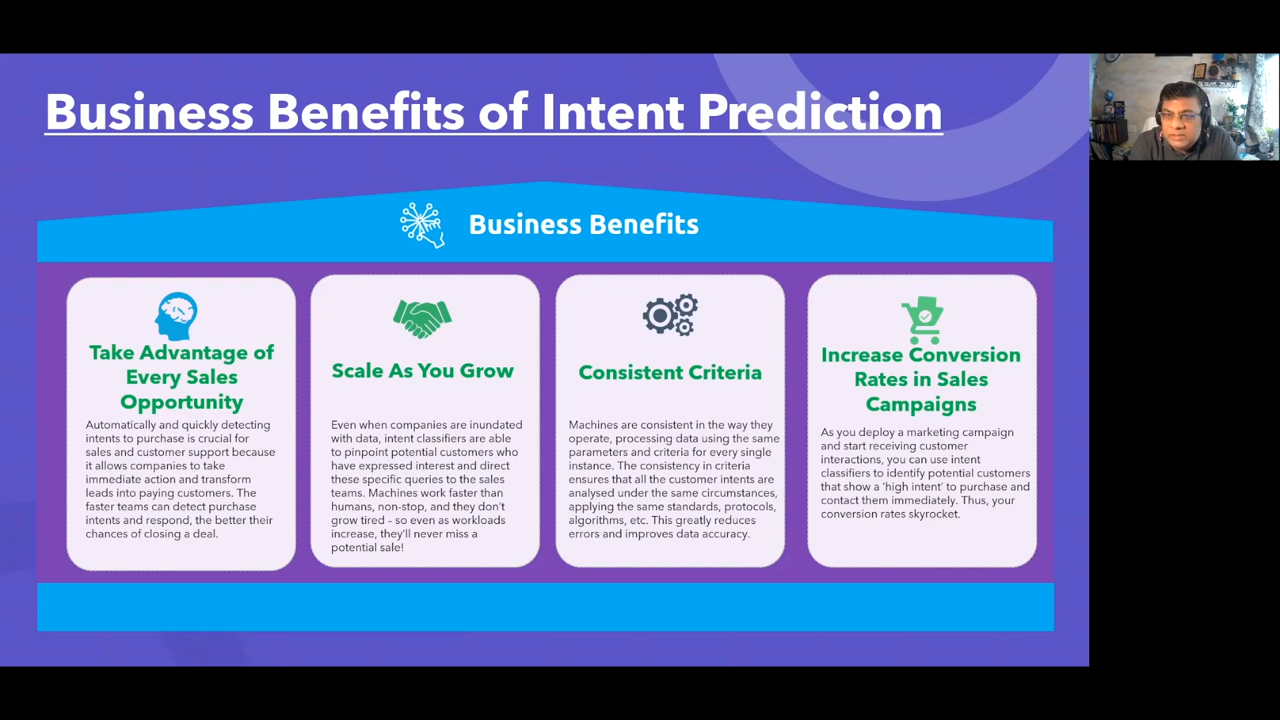 Business Benefits of Intent Prediction
Business Benefits
Take Advantage of
Every Sales
Opportunity
Automatically and quickly detecting
intents to purchase is crucial for
sales and customer support because
it allows companies to take
immediate action and transform
leads into paying customers. The
faster teams can detect purchase
intents and respond, the better their
chances of closing a deal.
Scale As You Grow
Even when companies are inundated
with data, intent classifiers are able
to pinpoint potential customers who
have expressed interest and direct
these specific queries to the sales
teams. Machines work faster than
humans, non-stop, and they don't
grow tired – so even as workloads
increase, they'll never miss a
potential sale!
Consistent Criteria
Machines are consistent in the way they
operate, processing data using the same
parameters and criteria for every single
instance. The consistency in criteria
ensures that all the customer intents are
analysed under the same circumstances,
applying the same standards, protocols,
algorithms, etc. This greatly reduces
errors and improves data accuracy.
Increase Conversion
Rates in Sales
Campaigns
As you deploy a marketing campaign
and start receiving customer
interactions, you can use intent
classifiers to identify potential customers
that show a 'high intent' to purchase and
contact them immediately. Thus, your
conversion rates skyrocket.